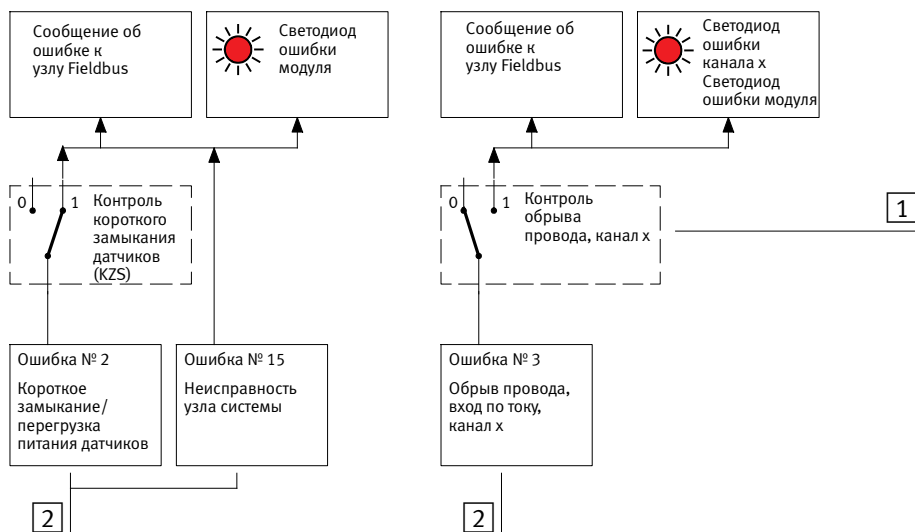 Сообщение об
ошибке к
узлу Fieldbus
Светодиод
ошибки
модуля
Сообщение об
ошибке к
узлу Fieldbus
Светодиод
ошибки
канала x
Светодиод
ошибки модуля
0
1
Контроль
короткого
замыкания
датчиков
(KZS)
0
1
Контроль
обрыва
провода, канал x
1
Ошибка № 2
Короткое
замыкание/
перегрузка
питания датчиков
Ошибка № 15
Неисправность
узла системы
Ошибка № 3
Обрыв провода,
вход по току,
канал x
2
2